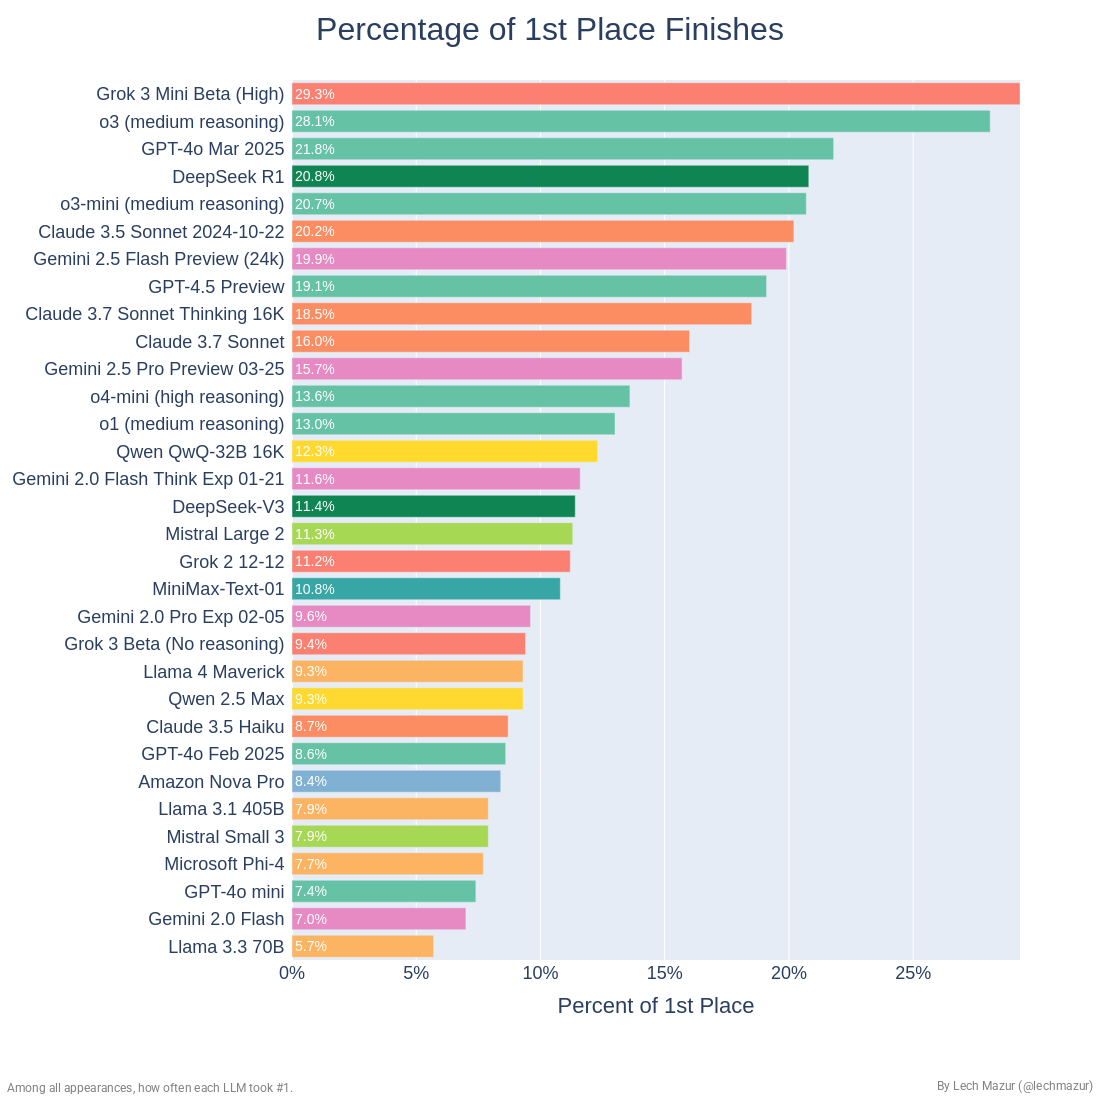 Percentage of 1st Place Finishes
Grok 3 Mini Beta (High) 29.3%
o3 (medium reasoning) 28.1%
GPT-4o Mar 2025 21.8%
DeepSeek R1 20.8%
o3-mini (medium reasoning) 20.7%
Claude 3.5 Sonnet 2024-10-22 20.2%
Gemini 2.5 Flash Preview (24k) 19.9%
GPT-4.5 Preview 19.1%
Claude 3.7 Sonnet Thinking 16K 18.5%
Claude 3.7 Sonnet 16.0%
Gemini 2.5 Pro Preview 03-25 15.7%
o4-mini (high reasoning) 13.6%
o1 (medium reasoning) 13.0%
Qwen QwQ-32B 16K 12.3%
Gemini 2.0 Flash Think Exp 01-21 11.6%
DeepSeek-V3 11.4%
Mistral Large 2 11.3%
Grok 2 12-12 11.2%
MiniMax-Text-01 10.8%
Gemini 2.0 Pro Exp 02-05 9.6%
Grok 3 Beta (No reasoning) 9.4%
Llama 4 Maverick 9.3%
Qwen 2.5 Max 9.3%
Claude 3.5 Haiku 8.7%
GPT-4o Feb 2025 8.6%
Amazon Nova Pro 8.4%
Llama 3.1 405B 7.9%
Mistral Small 3 7.9%
Microsoft Phi-4 7.7%
GPT-4o mini 7.4%
Gemini 2.0 Flash 7.0%
Llama 3.3 70B 5.7%
0% 5% 10% 15% 20% 25%
Percent of 1st Place
Among all appearances, how often each LLM took #1.
By Lech Mazur (@lechmazur)